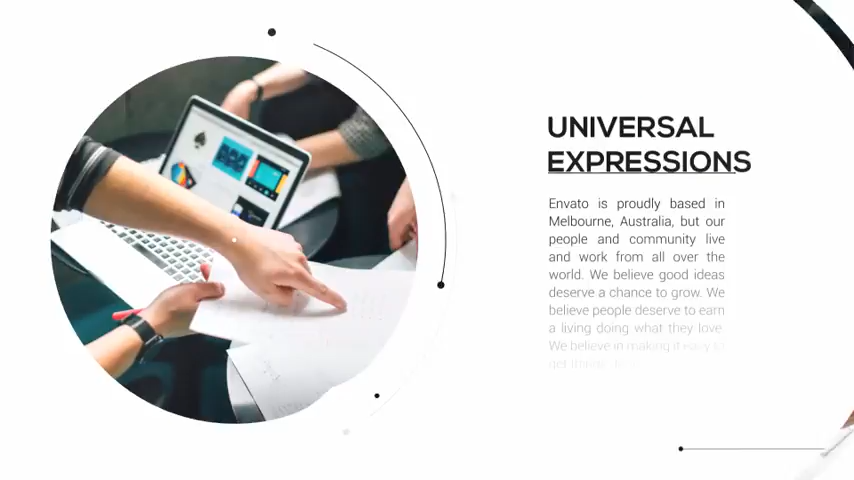 UNIVERSAL
EXPRESSIONS
Envato is proudly based in
Melbourne, Australia, but our
people and community live
and work from all over the
world. We believe good ideas
deserve a chance to grow. We
believe people deserve to earn
a living doing what they love.
We believe in making it easy to
get